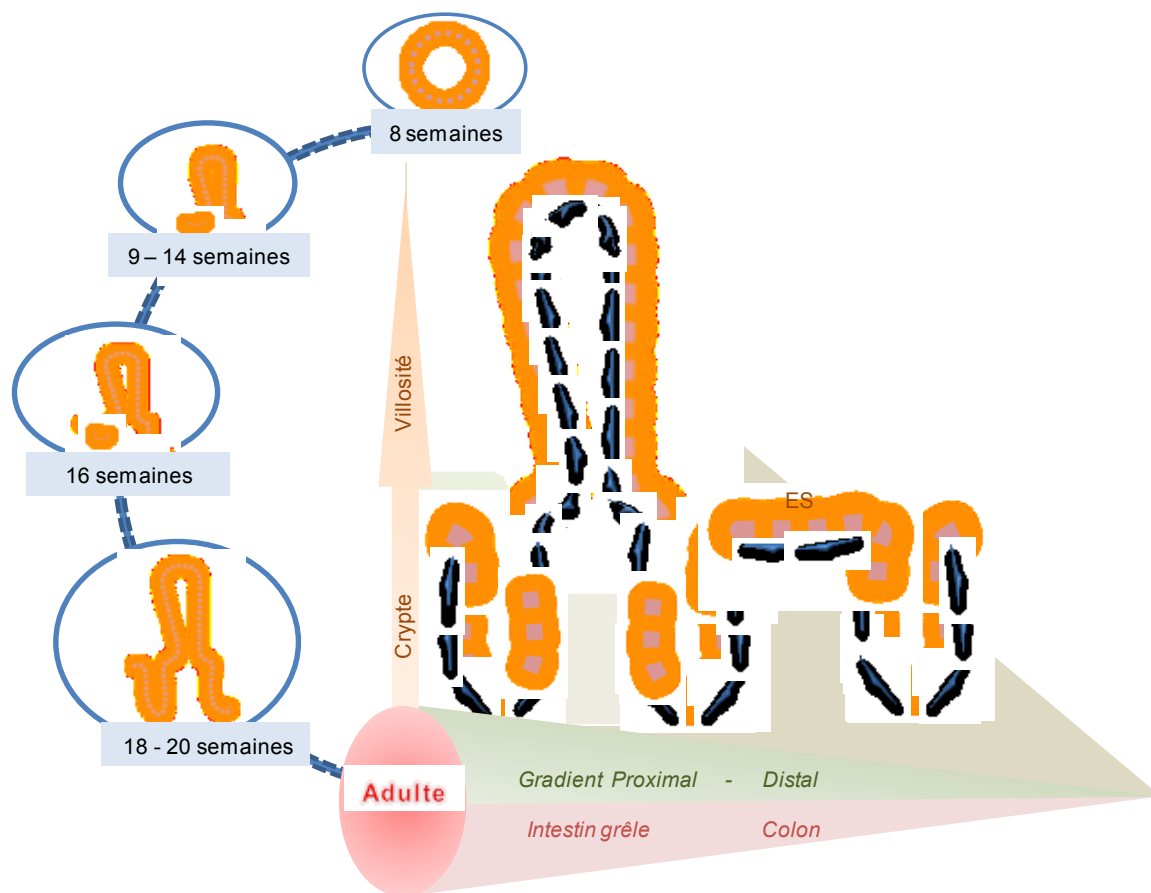 8 semaines
9 – 14 semaines
16 semaines
18 - 20 semaines
Villosité
Crypte
ES
Adulte
Gradient Proximal - Distal
Intestin grêle Colon